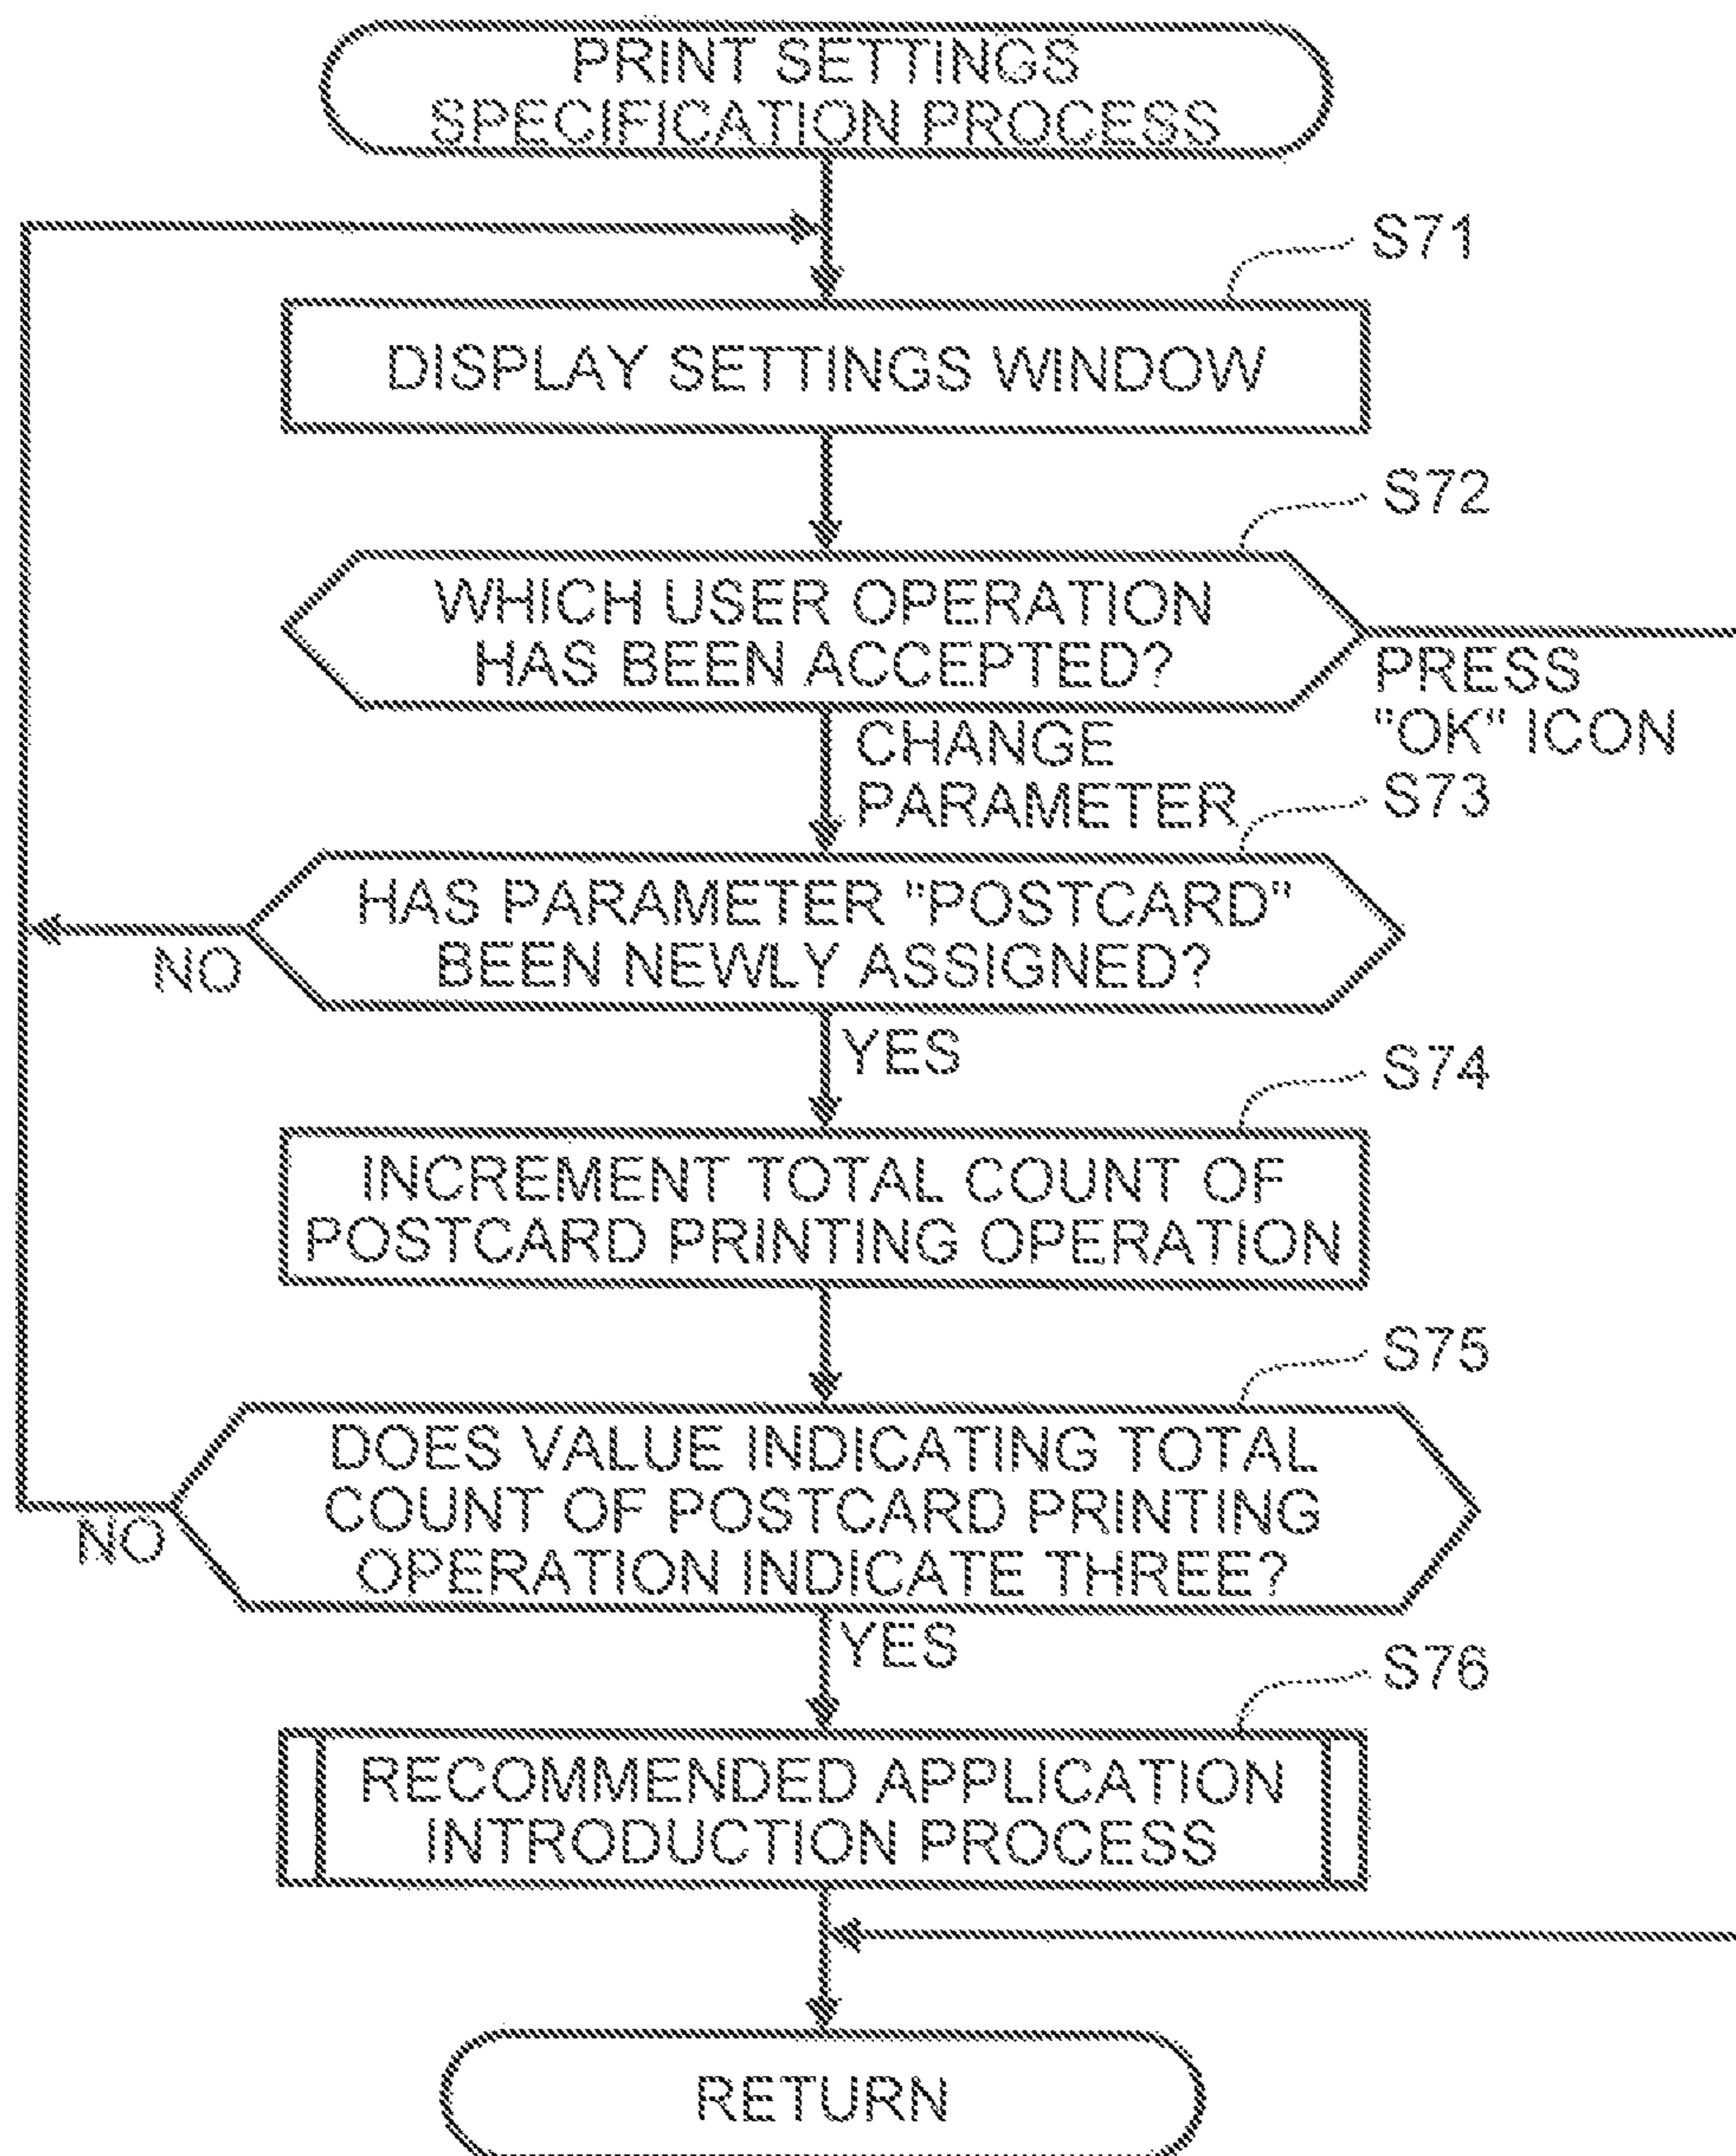 PRINT SETTINGS
SPECIFICATION PROCESS
S71
DISPLAY SETTINGS WINDOW
S72
WHICH USER OPERATION
HAS BEEN ACCEPTED?
PRESS
"OK" ICON
CHANGE
PARAMETER
S73
HAS PARAMETER "POSTCARD"
BEEN NEWLY ASSIGNED?
NO
YES
S74
INCREMENT TOTAL COUNT OF
POSTCARD PRINTING OPERATION
S75
DOES VALUE INDICATING TOTAL
COUNT OF POSTCARD PRINTING
OPERATION INDICATE THREE?
NO
YES
S76
RECOMMENDED APPLICATION
INTRODUCTION PROCESS
RETURN